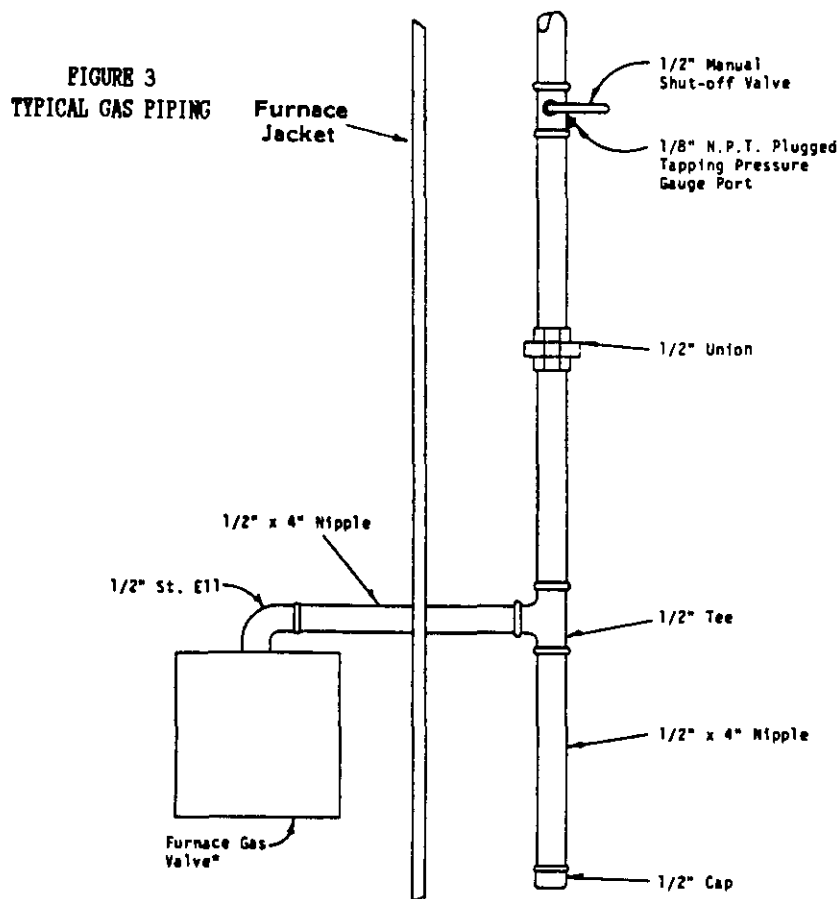 FIGURE 3
TYPICAL GAS PIPING
Furnace
Jacket
1/2" Manual
Shut-off Valve
1/8" N.P.T. Plugged
Tapping Pressure
Gauge Port
1/2" Union
1/2" x 4" Nipple
1/2" St. Ell
1/2" Tee
1/2" x 4" Nipple
Furnace Gas
Valve*
1/2" Cap